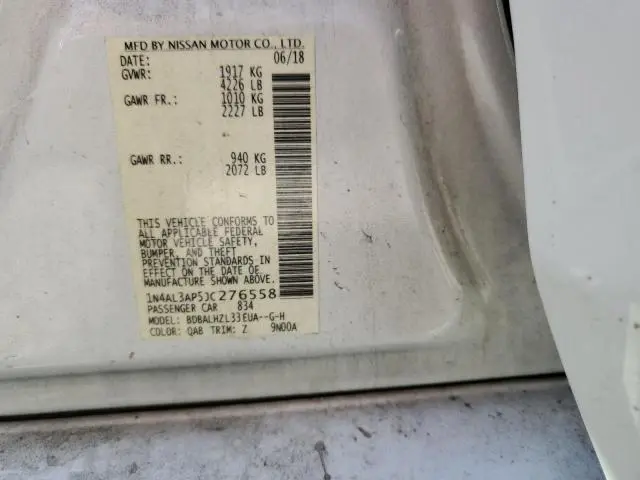 MFD BY NISSAN MOTOR CO., LTD.
DATE: 06/18
GVWR: 1917 KG
4226 LB
GAWR FR.: 1010 KG
2227 LB
GAWR RR.: 940 KG
2072 LB
THIS VEHICLE CONFORMS TO
ALL APPLICABLE FEDERAL
MOTOR VEHICLE SAFETY,
BUMPER, AND THEFT
PREVENTION STANDARDS IN
EFFECT ON THE DATE OF
MANUFACTURE SHOWN ABOVE.
1N4AL3AP5JC276558
PASSENGER CAR 834
MODEL: BDBALHZL33EUA--G-H
COLOR: QAB TRIM: Z 9N00A